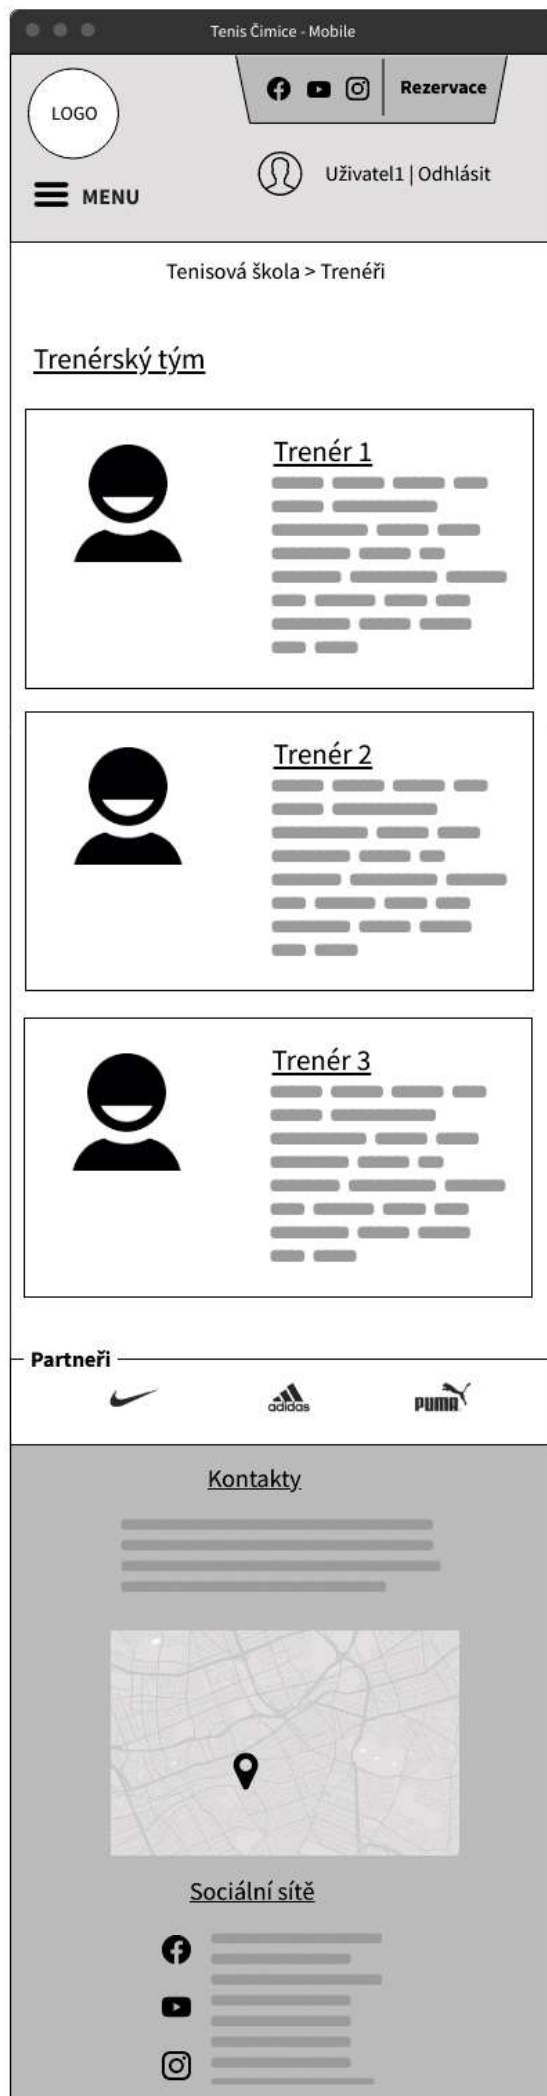 Tenis Čimice - Mobile
LOGO
Rezervace
MENU
Uživatel1 | Odhlásit
Tenisová škola > Trenéři
Trenérský tým
Trenér 1
Trenér 2
Trenér 3
Partneři
adidas
PUMA
Kontakty
Sociální sítě